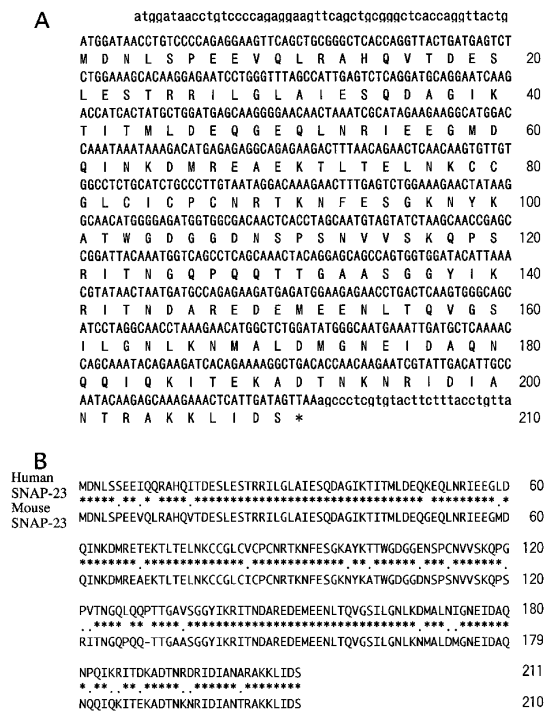 A
atggataacctgtccccagaggaagttcagctgcgggctcaccaggttactg
ATGGATAACCTGTCCCCAGAGGAAGTTCAGCTGCGGGCTCACCAGGTTACTGATGAGTCT
M D N L S P E E V Q L R A H Q V T D E S 20
CTGGAAAGCACAAGGAGAATCCTGGGTTTAGCCATTGAGTCTCAGGATGCAGGAATCAAG
L E S T R R I L G L A I E S Q D A G I K 40
ACCATCACTATGCTGGATGAGCAAGGGGAACAACTAAATCGCATAGAAGAAGGCATGGAC
T I T M L D E Q G E Q L N R I E E G M D 60
CAAATAAATAAAGACATGAGAGAGGCAGAGAAGACTTTAACAGAACTCAACAAGTGTTGT
Q I N K D M R E A E K T L T E L N K C C 80
GGCCTCTGCATCTGCCCTTGTAATAGGACAAAGAACTTTGAGTCTGGAAAGAACTATAAG
G L C I C P C N R T K N F E S G K N Y K 100
GCAACATGGGGAGATGGTGGCGACAACTCACCTAGCAATGTAGTATCTAAGCAACCGAGC
A T W G D G G D N S P S N V V S K Q P S 120
CGGATTACAAATGGTCAGCCTCAGCAAACTACAGGAGCAGCCAGTGGTGGATACATTAAA
R I T N G Q P Q Q T T G A A S G G Y I K 140
CGTATAACTAATGATGCCAGAGAAGATGAGATGGAAGAGAACCTGACTCAAGTGGGCAGC
R I T N D A R E D E M E E N L T Q V G S 160
ATCCTAGGCAACCTAAAGAACATGGCTCTGGATATGGGCAATGAAATTGATGCTCAAAAC
I L G N L K N M A L D M G N E I D A Q N 180
CAGCAAATACAGAAGATCACAGAAAAGGCTGACACCAACAAGAATCGTATTGACATTGCC
Q Q I Q K I T E K A D T N K N R I D I A 200
AATACAAGAGCAAAGAAACTCATTGATAGTTAAagccctcgtgtacttctttacctgtta
N T R A K K L I D S * 210
B
Human
SNAP-23 MDNLSSEEIQQRAHQITDESLESTRRILGLAIESQDAGIKTITMLDEQKEQLNRIEEGLD 60
*****.**.*.****.********************************.*********.*
Mouse
SNAP-23 MDNLSPEEVQLRAHQVTDESLESTRRILGLAIESQDAGIKTITMLDEQGEQLNRIEEGMD 60
QINKDMRETEKTLTELNKCCGLCVCPCNRTKNFESGKAYKTTWGDGGENSPCNVVSKQPG 120
********.**************.*************.**.******.***.*******.
QINKDMREAEKTLTELNKCCGLCICPCNRTKNFESGKNYKATWGDGGDNSPSNVVSKQPS 120
PVTNGQLQQPTTGAVSGGYIKRITNDAREDEMEENLTQVGSILGNLKDMALNIGNEIDAQ 180
..****.**.****.********************************.***..*******
RITNGQPQQ-TTGAASGGYIKRITNDAREDEMEENLTQVGSILGNLKNMALDMGNEIDAQ 179
NPQIKRITDKADTNRDRIDIANARAKKLIDS 211
*.**..**.*****..******.********
NQQIQKITEKADTNKNRIDIANTRAKKLIDS 210